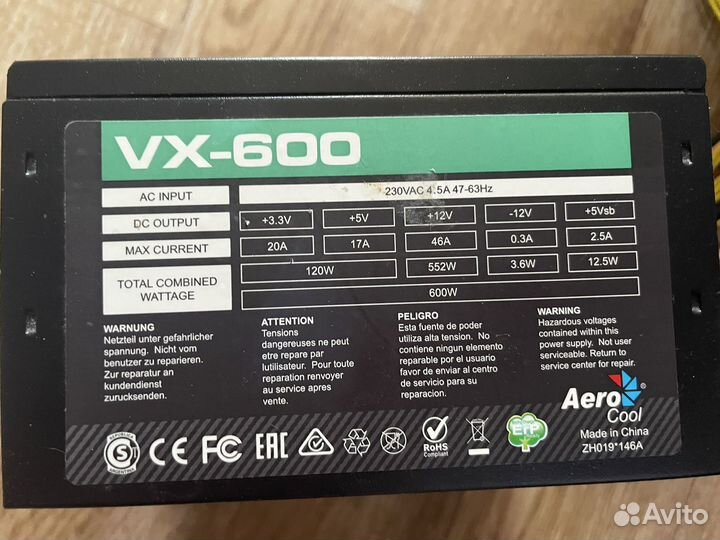 VX-600
AC INPUT 230VAC 4.5A 47-63Hz
DC OUTPUT +3.3V +5V +12V -12V +5Vsb
MAX CURRENT 20A 17A 46A 0.3A 2.5A
TOTAL COMBINED WATTAGE 120W 552W 3.6W 12.5W
600W
WARNUNG
Netzteil unter gefahrlicher
spannung. Nicht vom
benutzer zu reparieren.
Zur reparatur an
kundendienst
zurucksenden.
ATTENTION
Tensions
dangereuses ne peut
etre repare par
lutilisateur. Pour toute
reparation renvoyer
au service apres
vente.
PELIGRO
Esta fuente de poder
utiliza alta tension. No
contiene ningun elemento
reparable por el usuario
favor de enviar al centro
de servicio para su
reparacion.
WARNING
Hazardous voltages
contained within this
power supply. Not user
serviceable. Return to
service center for repair.
Aero
Cool
Made in China
ZH019*146A
REPUBLICA
S
ARGENTINA
CE FC EAC
RoHS
Compliant
ErP
Avito